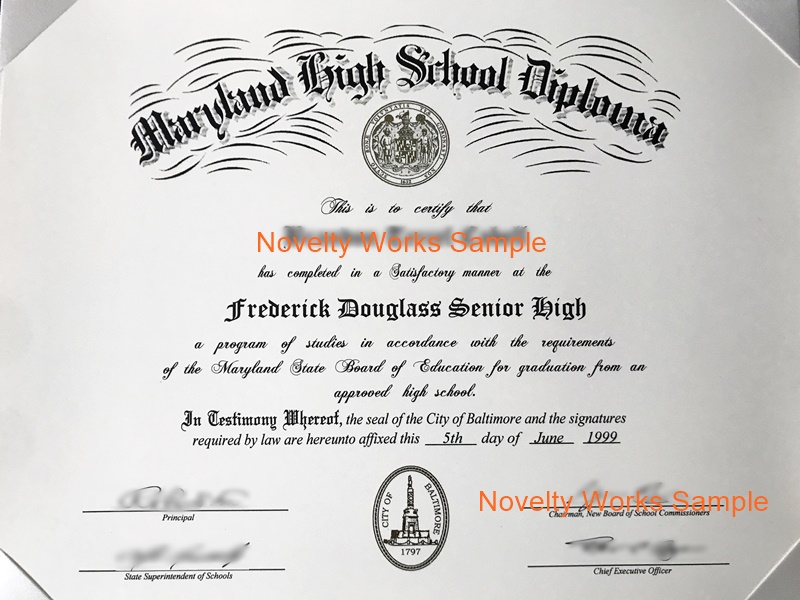 Maryland High School Diploma
This is to certify that
Novelty Works Sample
has completed in a Satisfactory manner at the
Frederick Douglass Senior High
a program of studies in accordance with the requirements
of the Maryland State Board of Education for graduation from an
approved high school.
In Testimony Whereof, the seal of the City of Baltimore and the signatures
required by law are hereunto affixed this 5th day of June 1999
CITY OF BALTIMORE
1797
Novelty Works Sample
Principal
Chairman, New Board of School Commissioners
State Superintendent of Schools
Chief Executive Officer